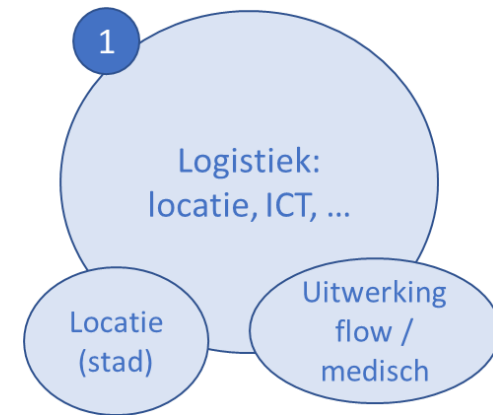 1
Logistiek:
locatie, ICT, ...
Locatie
(stad)
Uitwerking
flow /
medisch